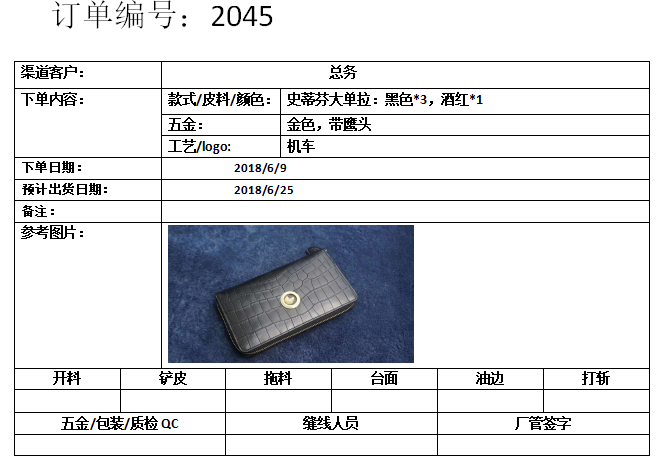 订单编号：2045
渠道客户： 总务
下单内容： 款式/皮料/颜色： 史蒂芬大单拉：黑色*3，酒红*1
五金： 金色，带鹰头
工艺/logo: 机车
下单日期： 2018/6/9
预计出货日期： 2018/6/25
备注：
参考图片：
开料 铲皮 拖料 台面 油边 打斩
五金/包装/质检 QC 缝线人员 厂管签字